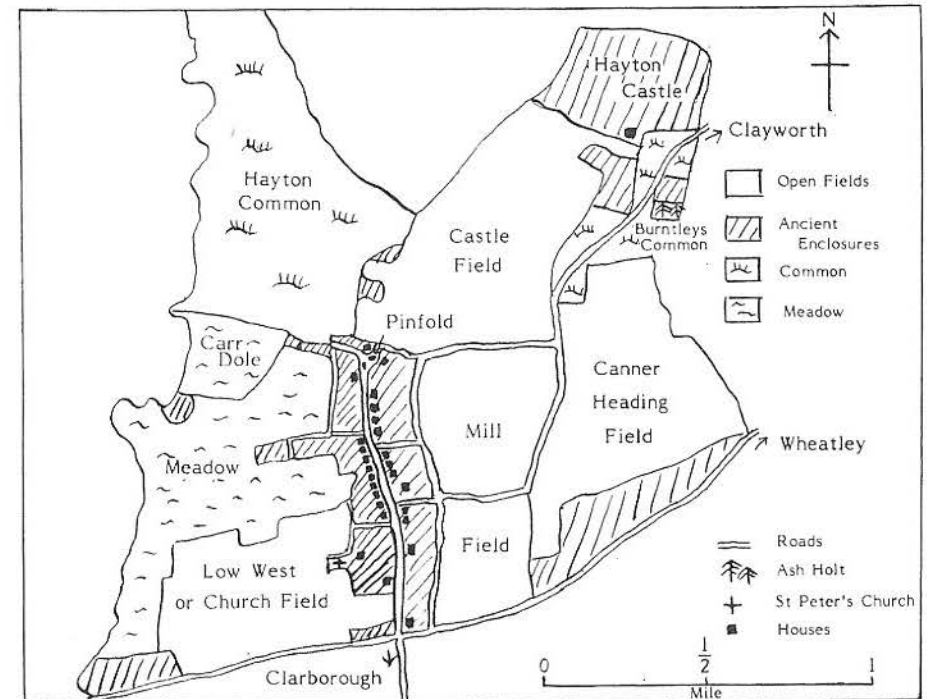 N
Hayton
Castle
Clayworth
Hayton
Common
Open Fields
Ancient
Enclosures
Burntleys
Common
Common
Castle
Field
Meadow
Pinfold
Carr
Dole
Canner
Heading
Field
Mill
Wheatley
Meadow
Field
Roads
Low West
or Church Field
Ash Holt
St Peter's Church
Houses
Clarborough
0
1
2
1
Mile